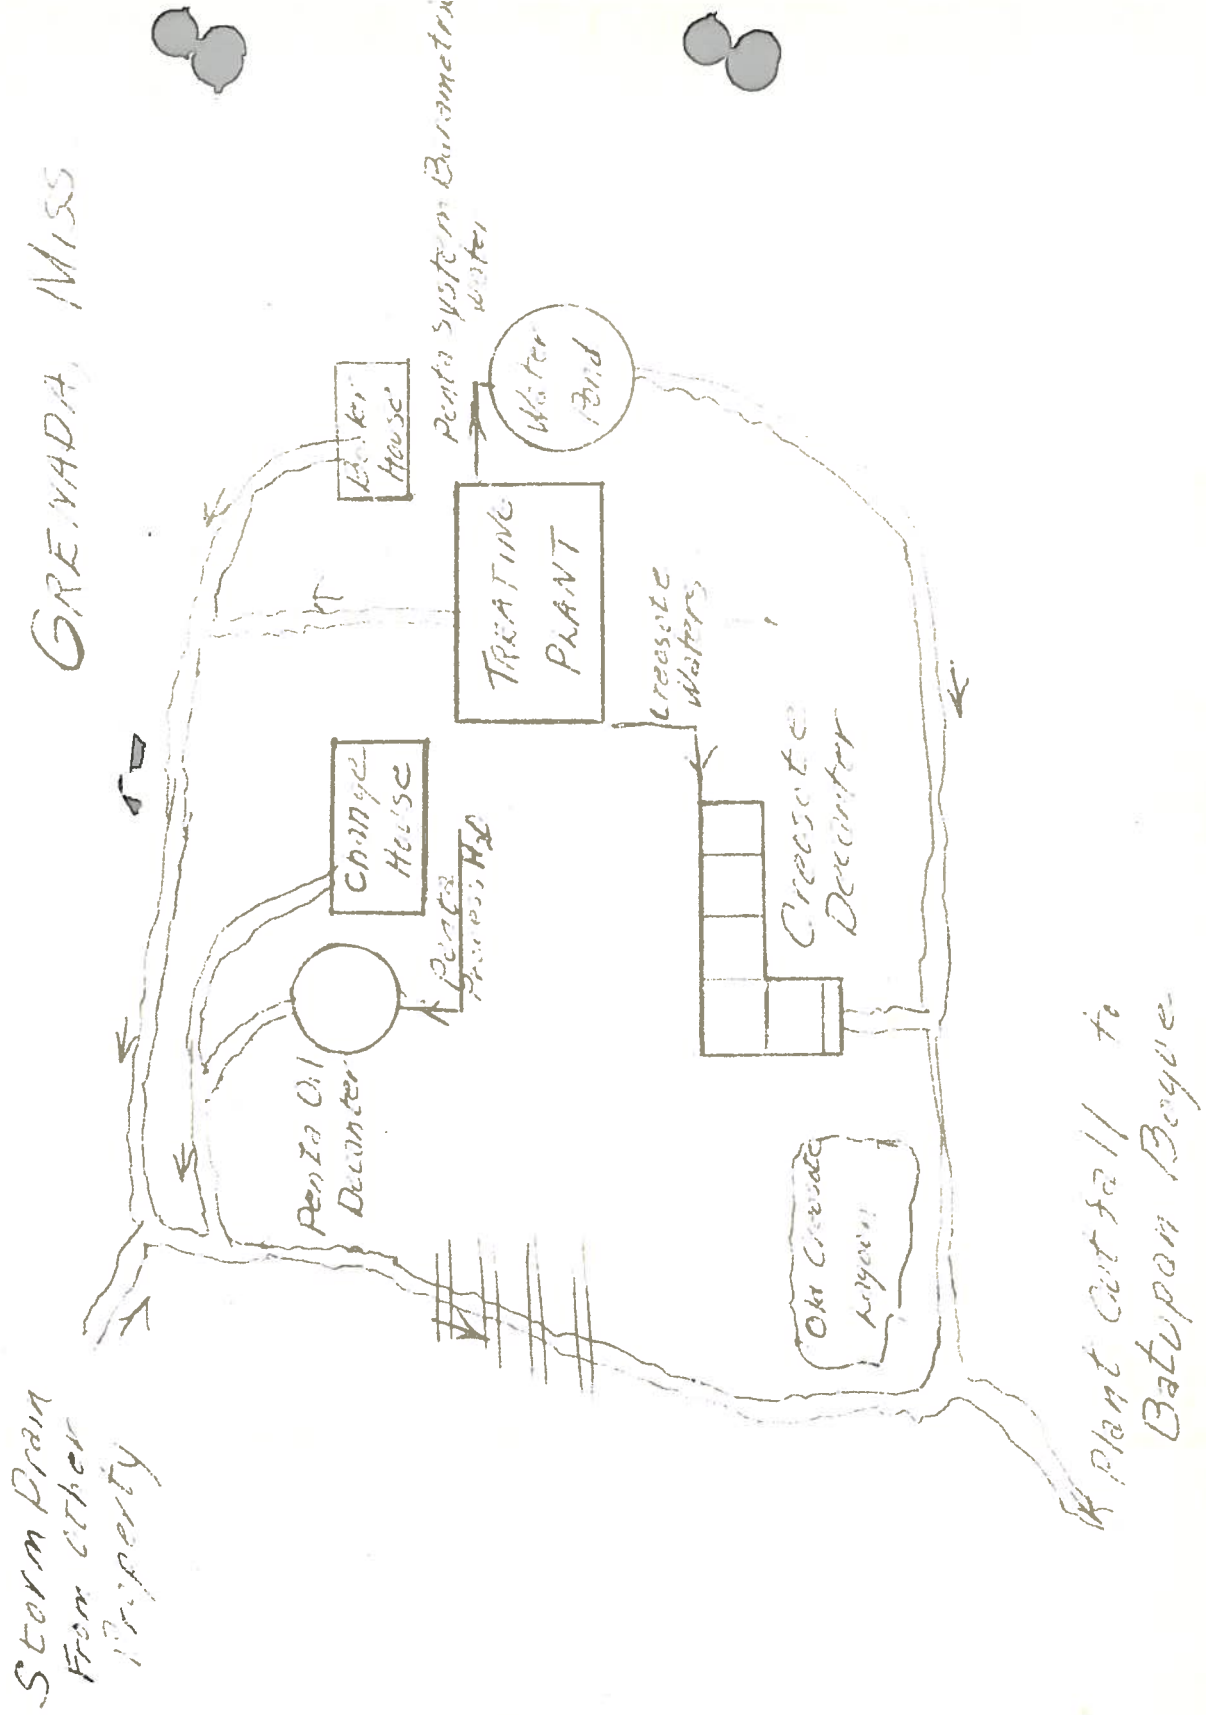 GRENADA, MISS
Storm Drain
From other
Property
Boiler
House
Penta System Barometric
Water
Water
Pond
TREATING
PLANT
Change
House
Penta
Process H2O
Penta Oil
Decanter
Creosote
Waters
Creosote
Decanter
Old Creosote
Lagoon
Plant Outfall to
Batupan Bogue